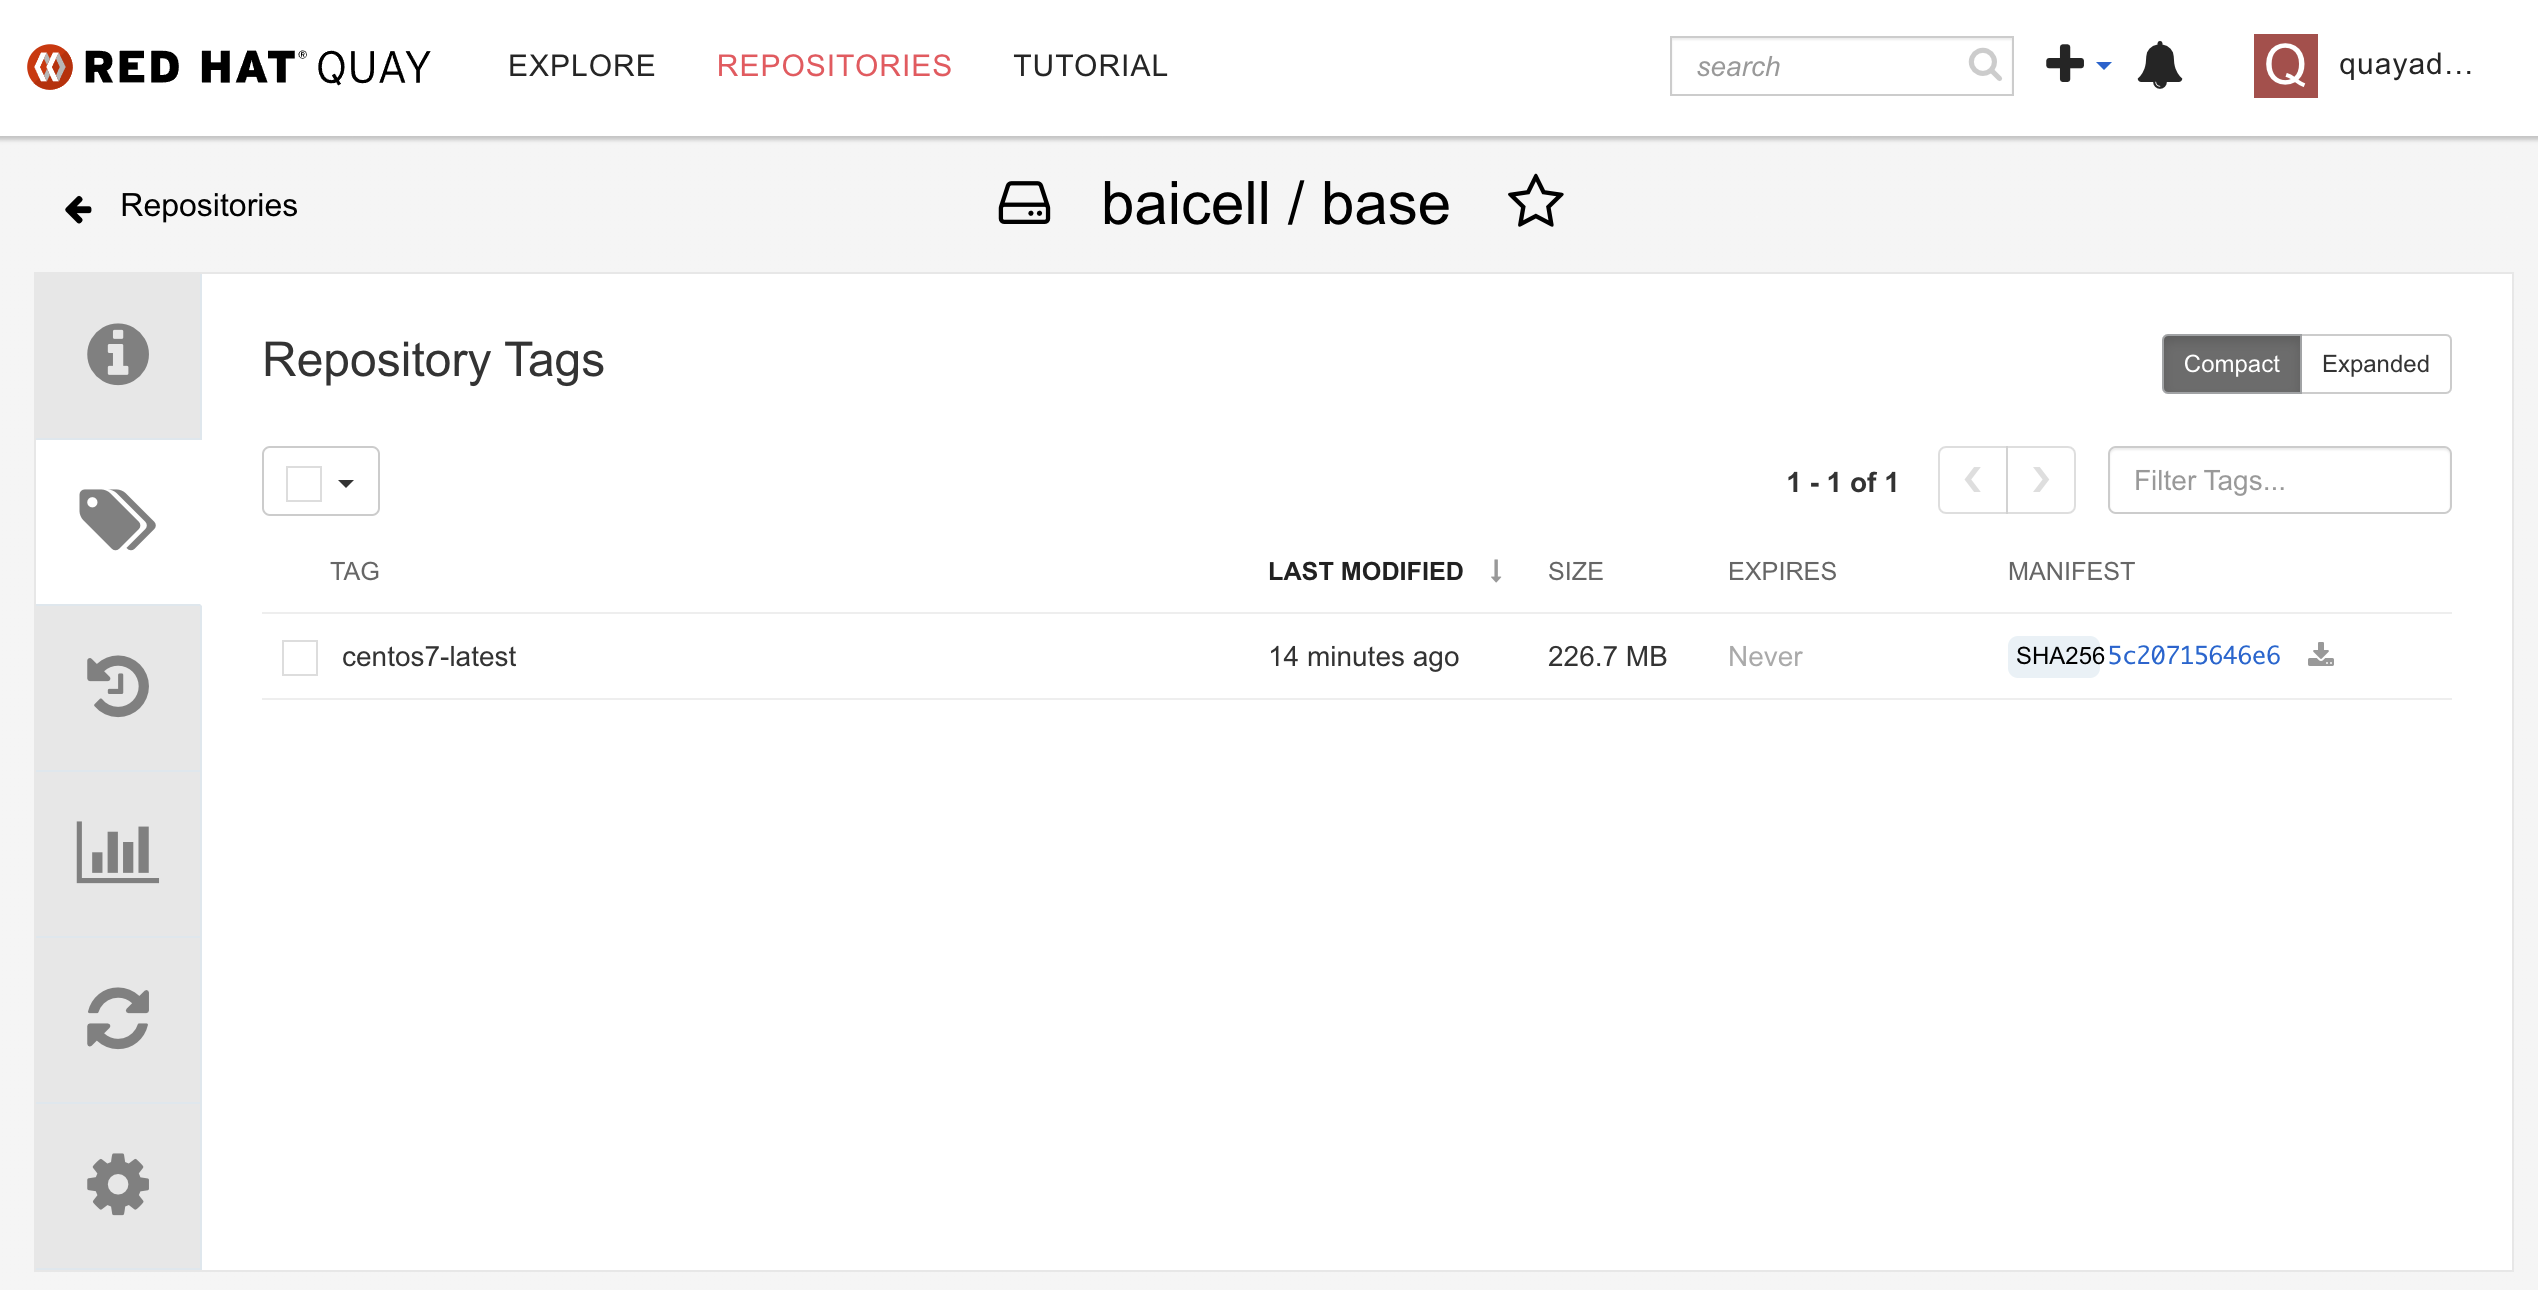 RED HAT® QUAY EXPLORE REPOSITORIES TUTORIAL search Q quayad...
Repositories baicell / base
Repository Tags Compact Expanded
1 - 1 of 1 Filter Tags...
TAG LAST MODIFIED SIZE EXPIRES MANIFEST
centos7-latest 14 minutes ago 226.7 MB Never SHA256 5c20715646e6